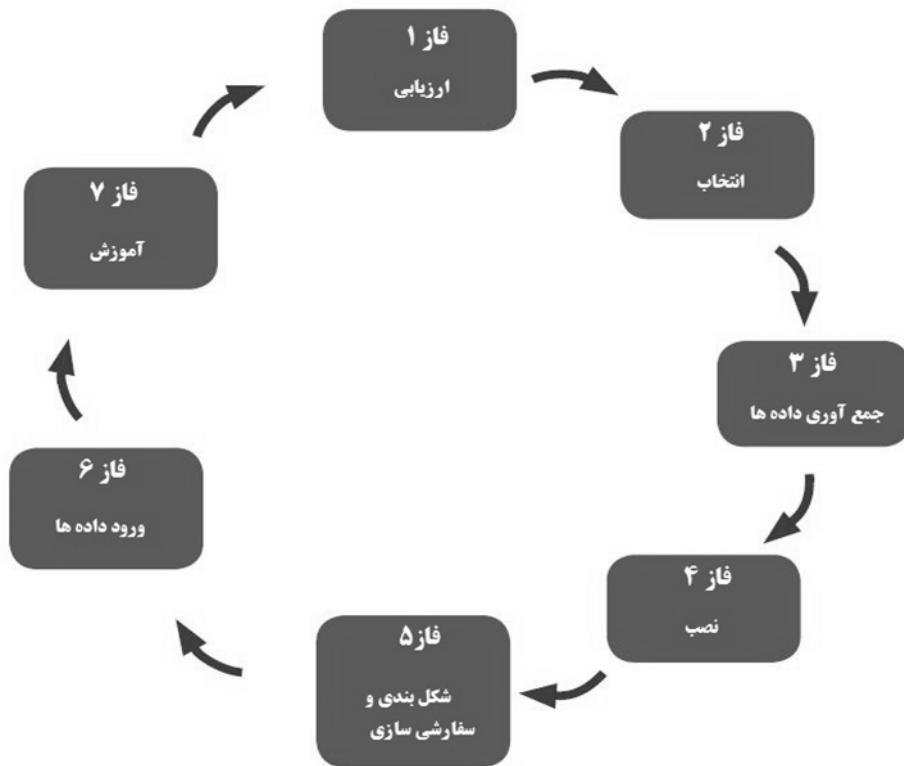 فاز ۱
ارزیابی
فاز ۲
انتخاب
فاز ۳
جمع آوری داده ها
فاز ۴
نصب
فاز۵
شکل بندی و
سفارشی سازی
فاز ۶
ورود داده ها
فاز ۷
آموزش